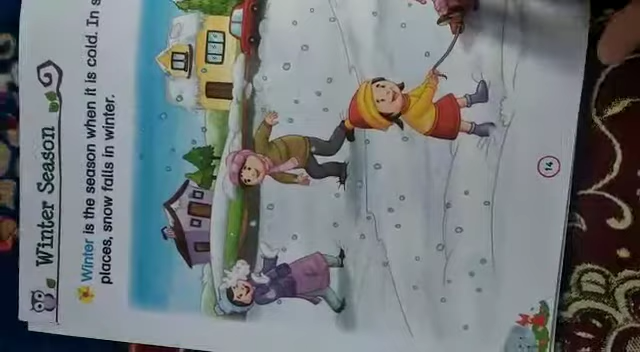 Winter Season
Winter is the season when it is cold. In s
places, snow falls in winter.
14